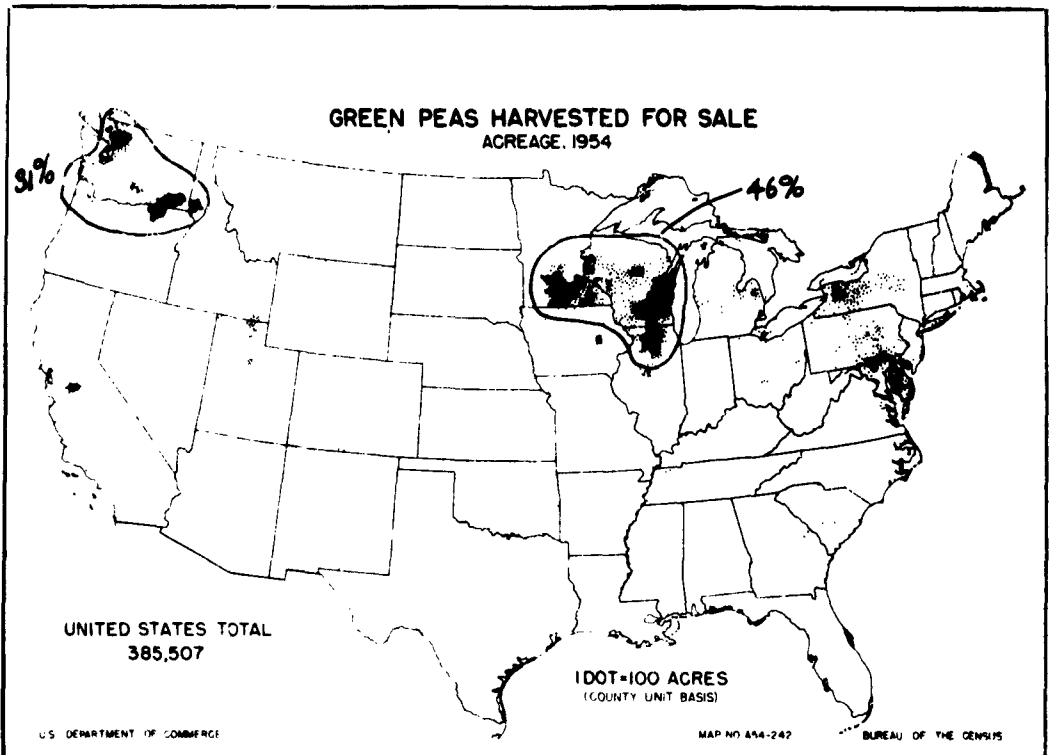 GREEN PEAS HARVESTED FOR SALE
ACREAGE, 1954
31%
46%
UNITED STATES TOTAL
385,507
1 DOT=100 ACRES
(COUNTY UNIT BASIS)
U S DEPARTMENT OF COMMERCE
MAP NO A54-242
BUREAU OF THE CENSUS